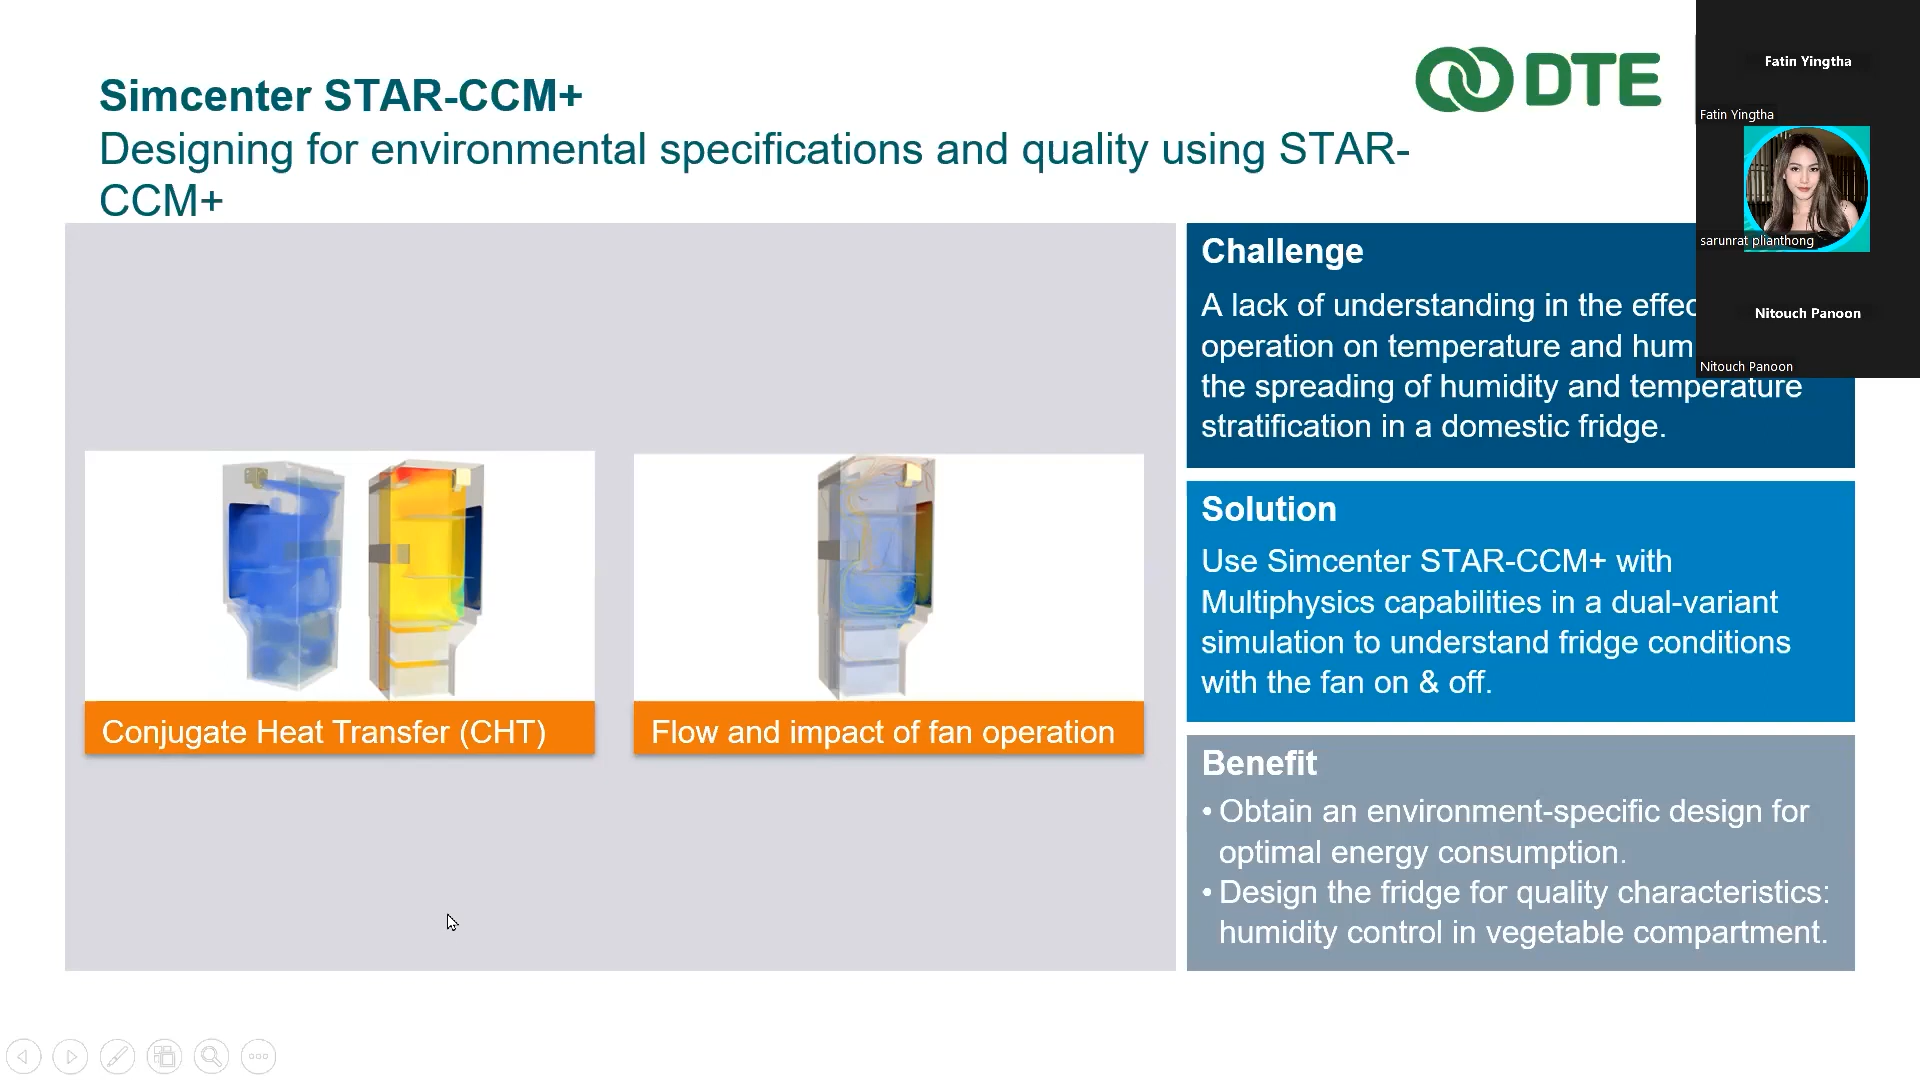 Simcenter STAR-CCM+
Designing for environmental specifications and quality using STAR-
CCM+
DTE
Conjugate Heat Transfer (CHT)
Flow and impact of fan operation
Challenge
A lack of understanding in the
operation on temperature and
the spreading of humidity and temperature
stratification in a domestic fridge.
Solution
Use Simcenter STAR-CCM+ with
Multiphysics capabilities in a dual-variant
simulation to understand fridge conditions
with the fan on & off.
Benefit
• Obtain an environment-specific design for
optimal energy consumption.
• Design the fridge for quality characteristics:
humidity control in vegetable compartment.
Fatin Yingtha
Fatin Yingtha
sarunrat plianthong
Nitouch Panoon
Nitouch Panoon